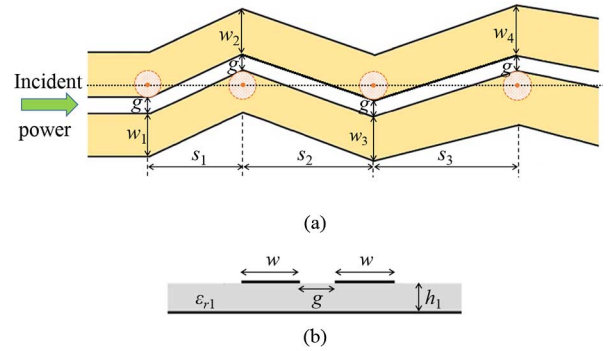 w₂
w₄
g
g
Incident
power
g
g
w₁
w₃
s₁
s₂
s₃
(a)
w
w
εr1
g
h₁
(b)